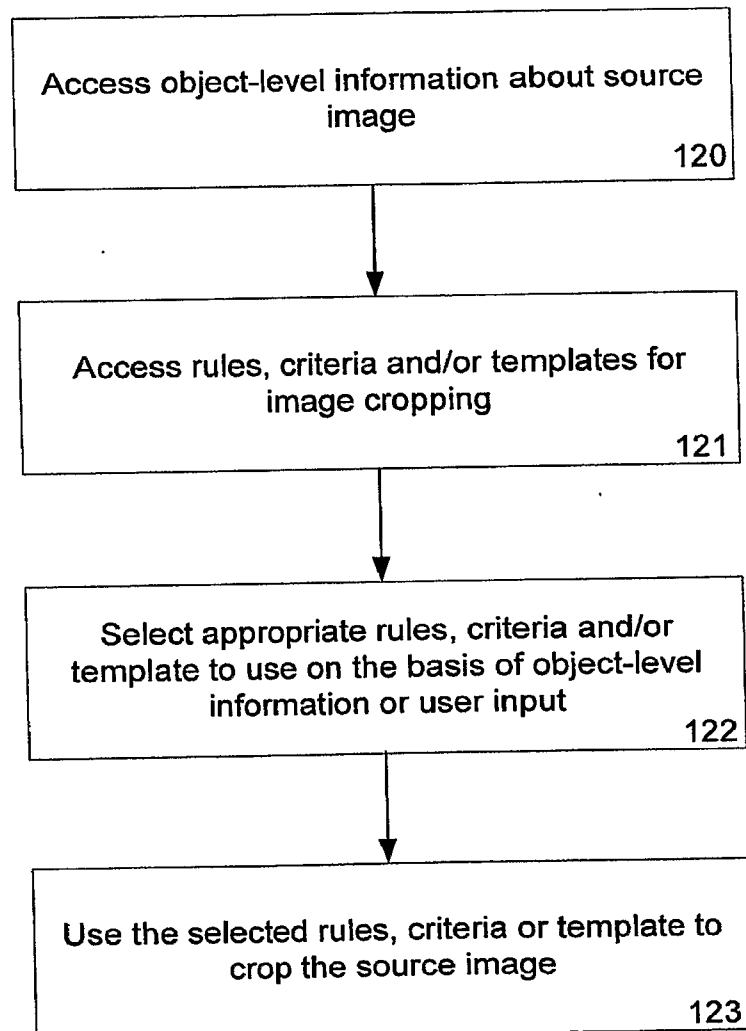 Access object-level information about source
image
120
Access rules, criteria and/or templates for
image cropping
121
Select appropriate rules, criteria and/or
template to use on the basis of object-level
information or user input
122
Use the selected rules, criteria or template to
crop the source image
123